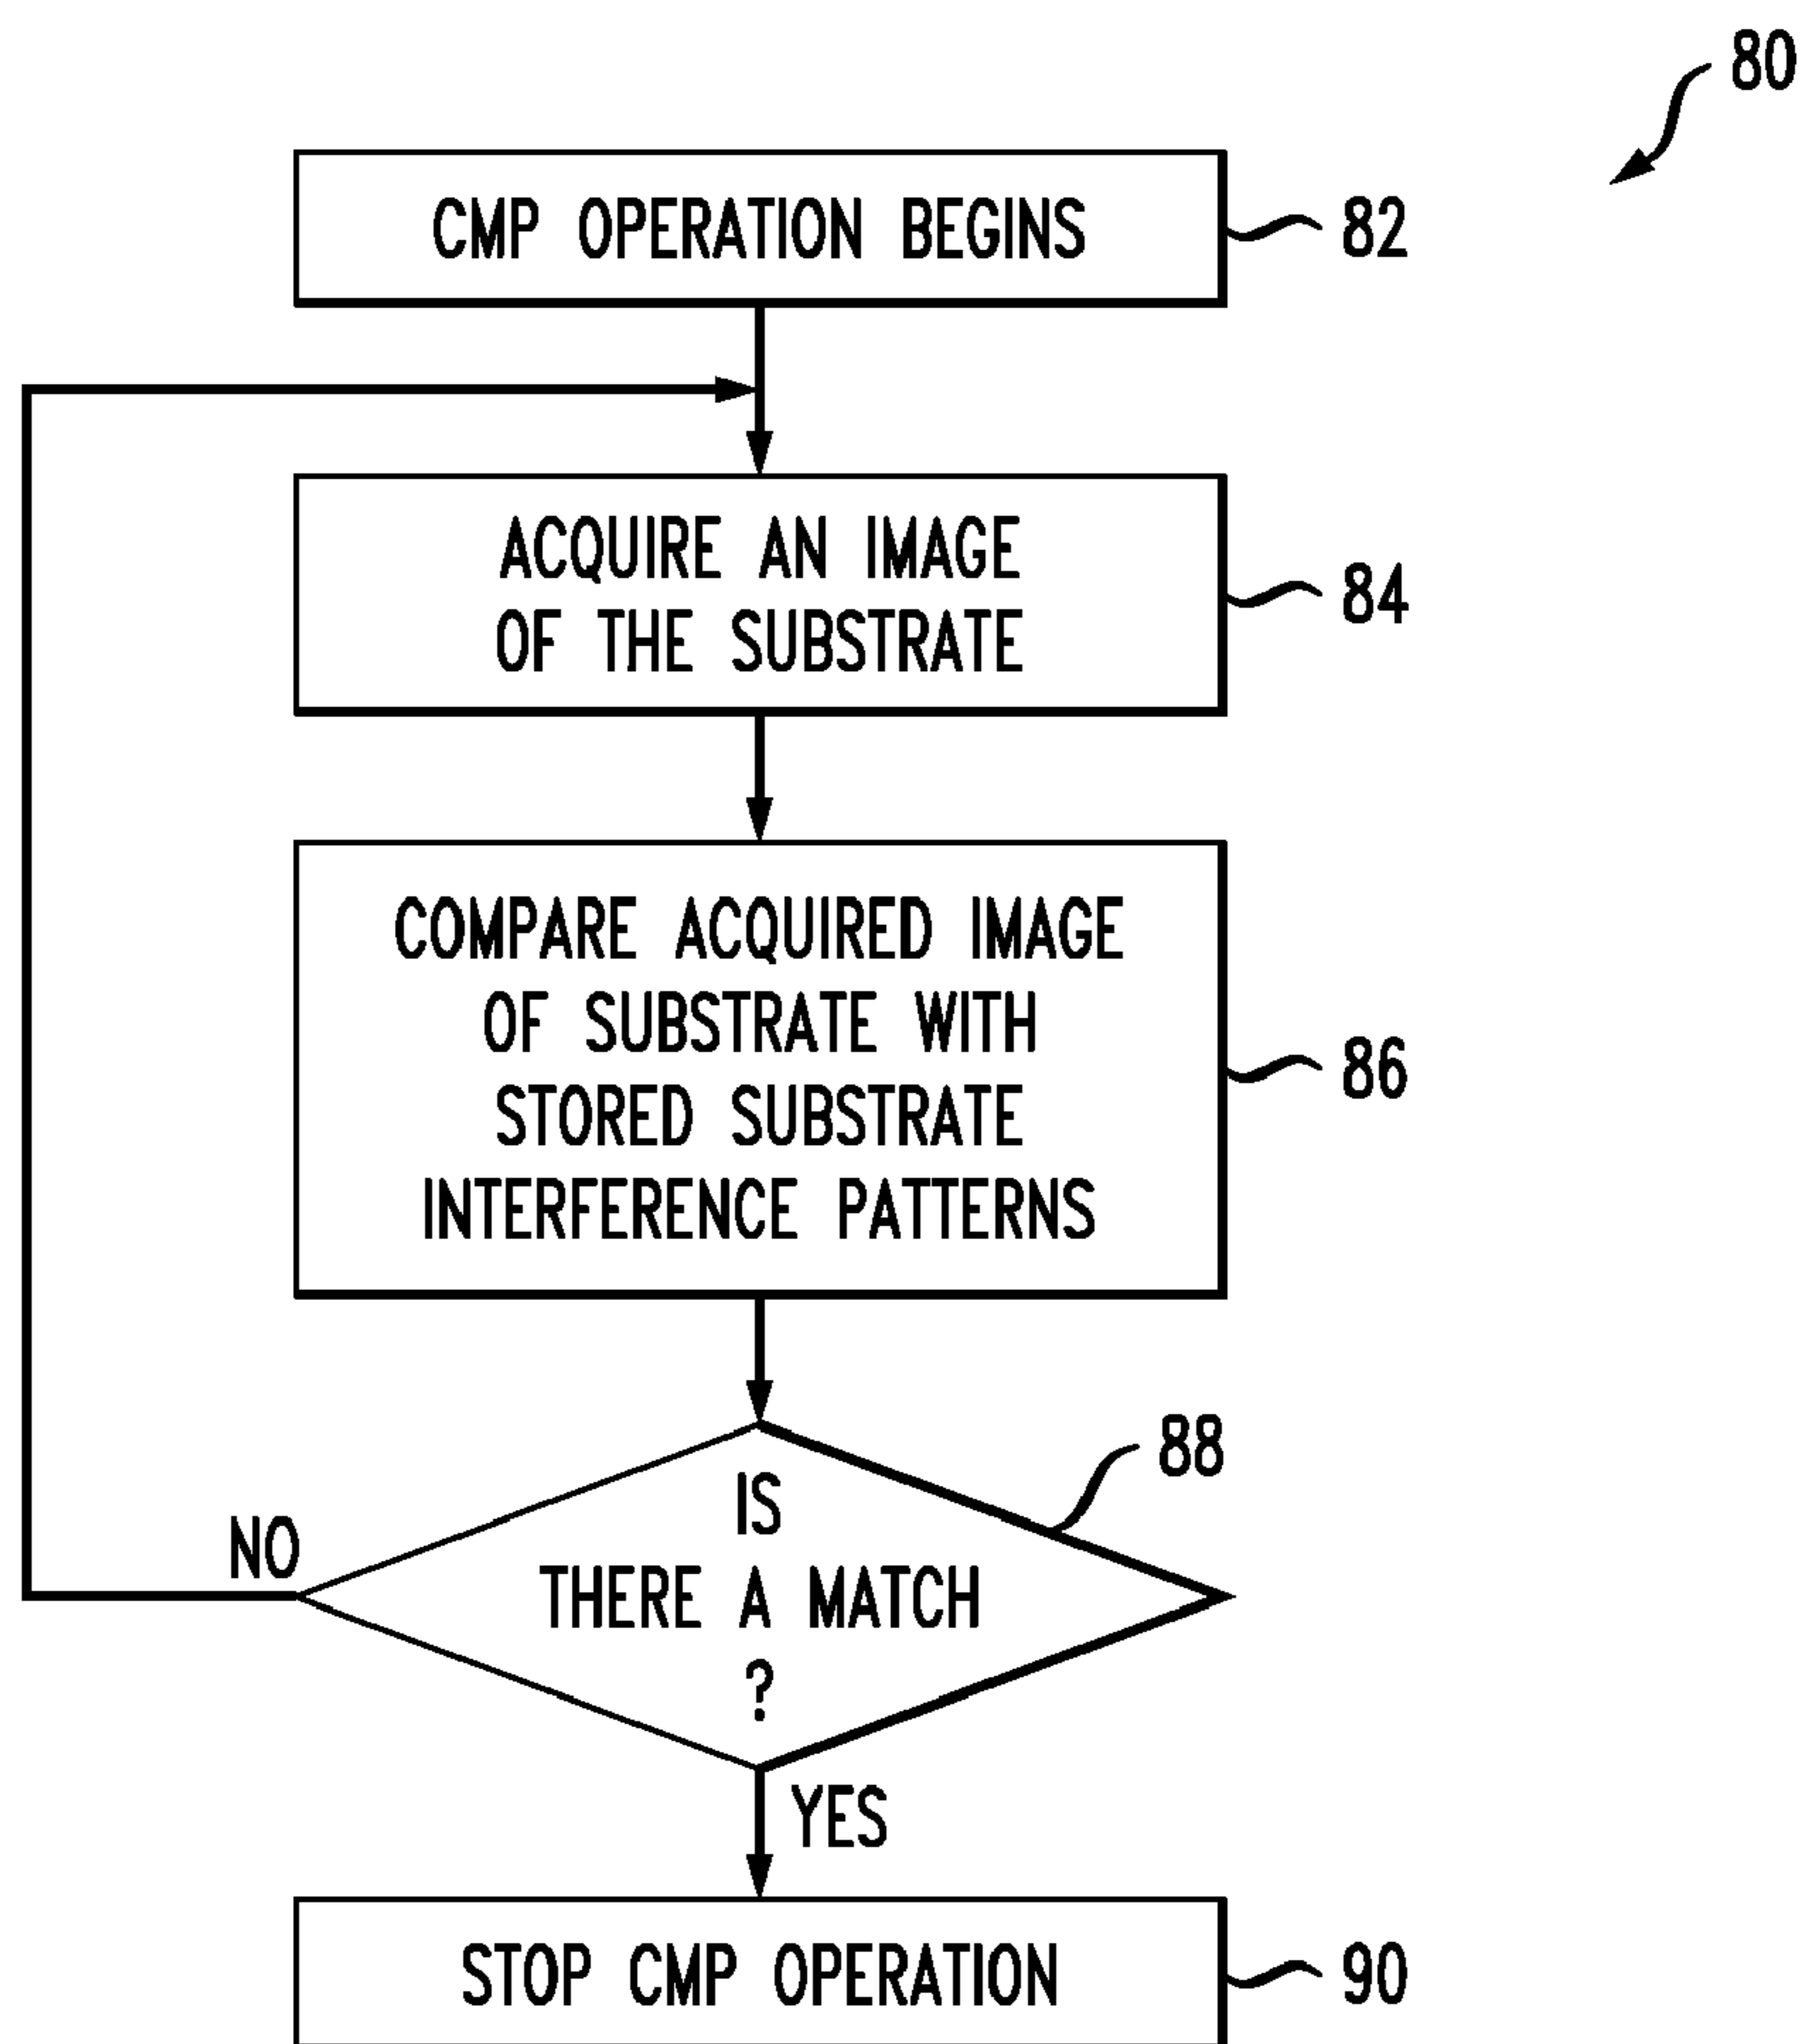 80
CMP OPERATION BEGINS
82
ACQUIRE AN IMAGE
OF THE SUBSTRATE
84
COMPARE ACQUIRED IMAGE
OF SUBSTRATE WITH
STORED SUBSTRATE
INTERFERENCE PATTERNS
86
88
IS
THERE A MATCH
?
NO
YES
STOP CMP OPERATION
90